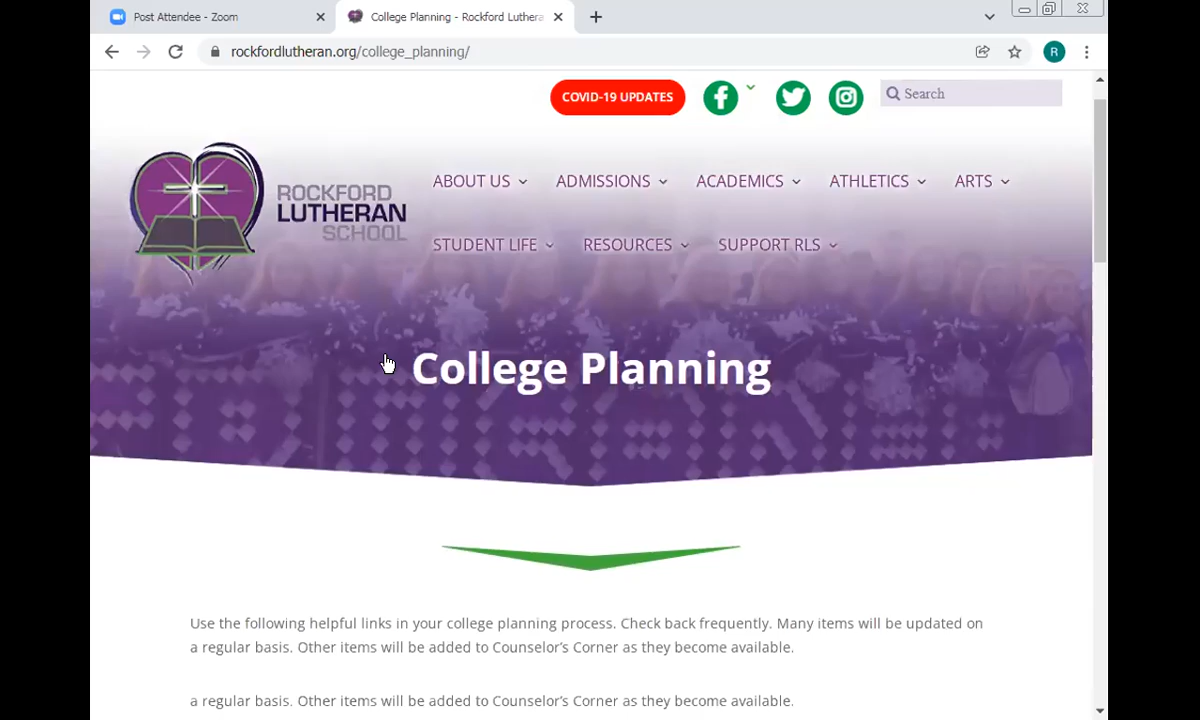 Post Attendee - Zoom
College Planning - Rockford Luthera
rockfordlutheran.org/college_planning/
R
COVID-19 UPDATES
Search
ROCKFORD
LUTHERAN
SCHOOL
ABOUT US
ADMISSIONS
ACADEMICS
ATHLETICS
ARTS
STUDENT LIFE
RESOURCES
SUPPORT RLS
College Planning
Use the following helpful links in your college planning process. Check back frequently. Many items will be updated on
a regular basis. Other items will be added to Counselor’s Corner as they become available.
a regular basis. Other items will be added to Counselor’s Corner as they become available.